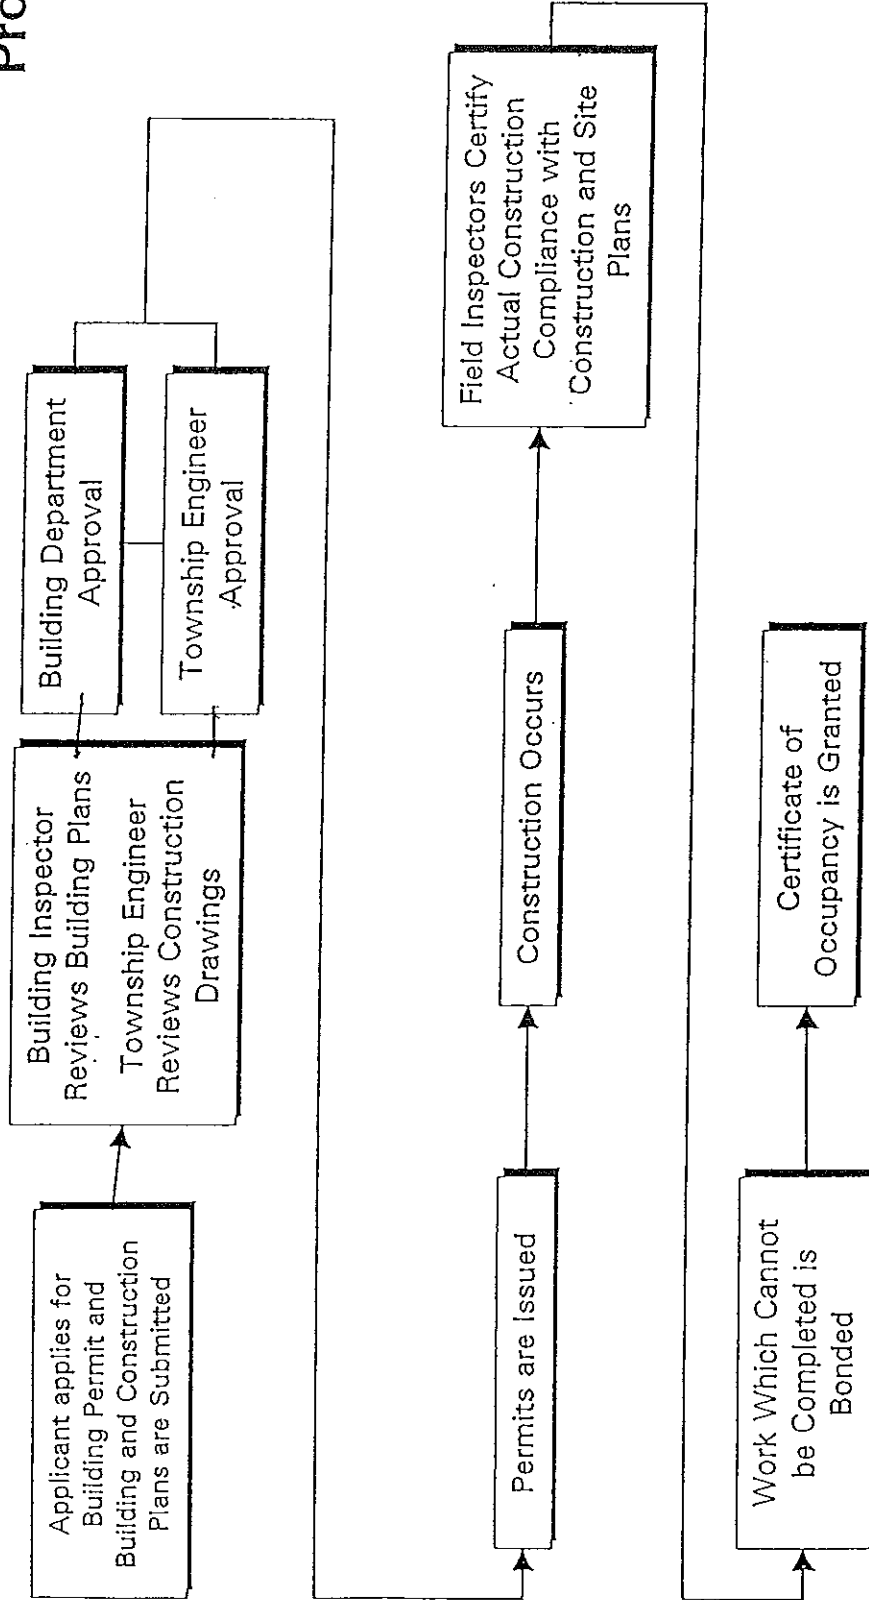 Pro
Applicant applies for
Building Permit and
Building and Construction
Plans are Submitted
Building Inspector
Reviews Building Plans
Township Engineer
Reviews Construction
Drawings
Building Department
Approval
Township Engineer
Approval
Permits are Issued
Construction Occurs
Field Inspectors Certify
Actual Construction
Compliance with
Construction and Site
Plans
Work Which Cannot
be Completed is
Bonded
Certificate of
Occupancy is Granted